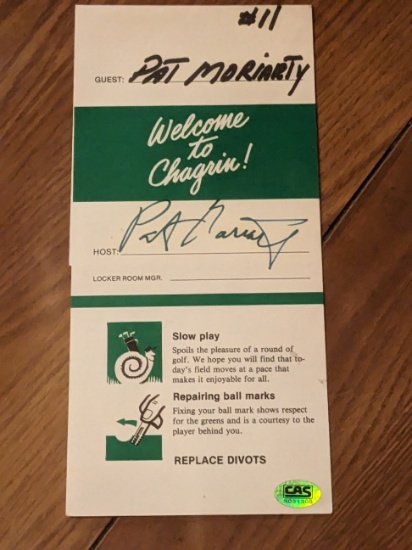 #11
GUEST: PAT MORIARTY
Welcome
to
Chagrin!
HOST: Pat Moriarty
LOCKER ROOM MGR.
Slow play
Spoils the pleasure of a round of
golf. We hope you will find that to-
day's field moves at a pace that
makes it enjoyable for all.
Repairing ball marks
Fixing your ball mark shows respect
for the greens and is a courtesy to the
player behind you.
REPLACE DIVOTS
CAS